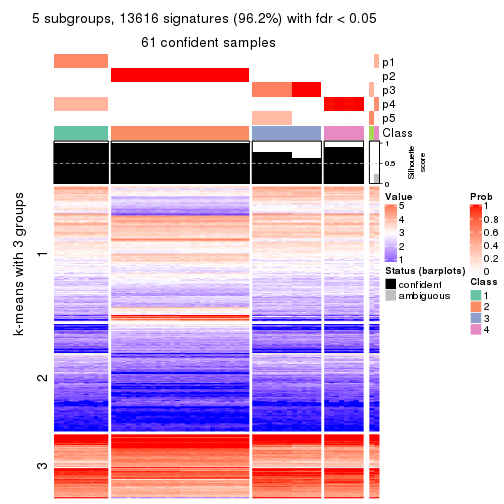 5 subgroups, 13616 signatures (96.2%) with fdr < 0.05
61 confident samples
p1
p2
p3
p4
p5
Class
1
0.5
0
Silhouette
score
k-means with 3 groups
1
2
3
Value
5
4
3
2
1
Status (barplots)
confident
ambiguous
Prob
1
0.8
0.6
0.4
0.2
0
Class
1
2
3
4